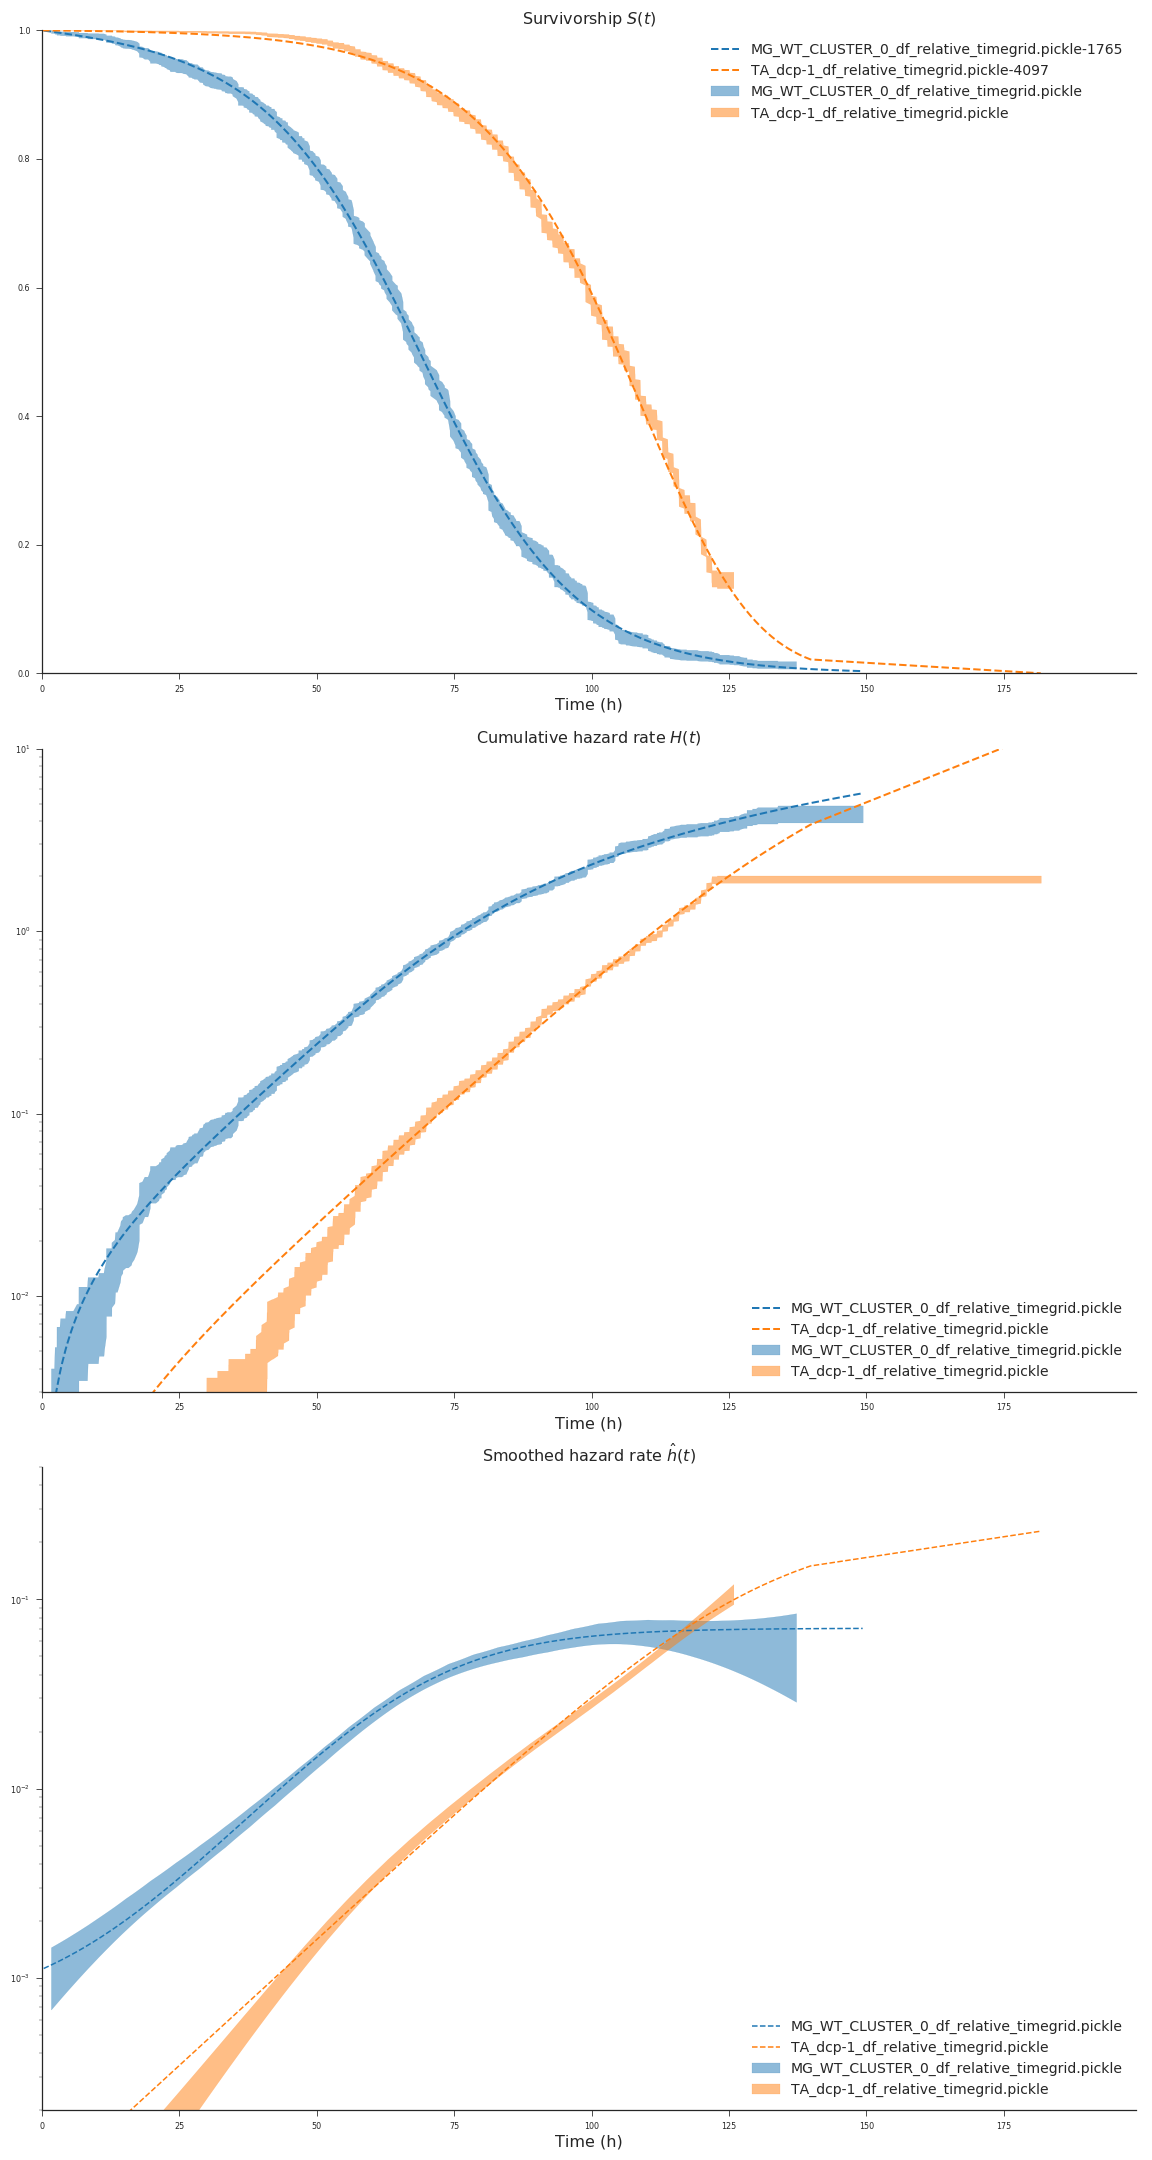 Survivorship S(t)
1.0
0.8
0.6
0.4
0.2
0.0
MG_WT_CLUSTER_0_df_relative_timegrid.pickle-1765
TA_dcp-1_df_relative_timegrid.pickle-4097
MG_WT_CLUSTER_0_df_relative_timegrid.pickle
TA_dcp-1_df_relative_timegrid.pickle
0 25 50 75 100 125 150 175
Time (h)
Cumulative hazard rate H(t)
10¹
10⁰
10⁻¹
10⁻²
MG_WT_CLUSTER_0_df_relative_timegrid.pickle
TA_dcp-1_df_relative_timegrid.pickle
MG_WT_CLUSTER_0_df_relative_timegrid.pickle
TA_dcp-1_df_relative_timegrid.pickle
0 25 50 75 100 125 150 175
Time (h)
Smoothed hazard rate ĥ(t)
10⁻¹
10⁻²
10⁻³
MG_WT_CLUSTER_0_df_relative_timegrid.pickle
TA_dcp-1_df_relative_timegrid.pickle
MG_WT_CLUSTER_0_df_relative_timegrid.pickle
TA_dcp-1_df_relative_timegrid.pickle
0 25 50 75 100 125 150 175
Time (h)